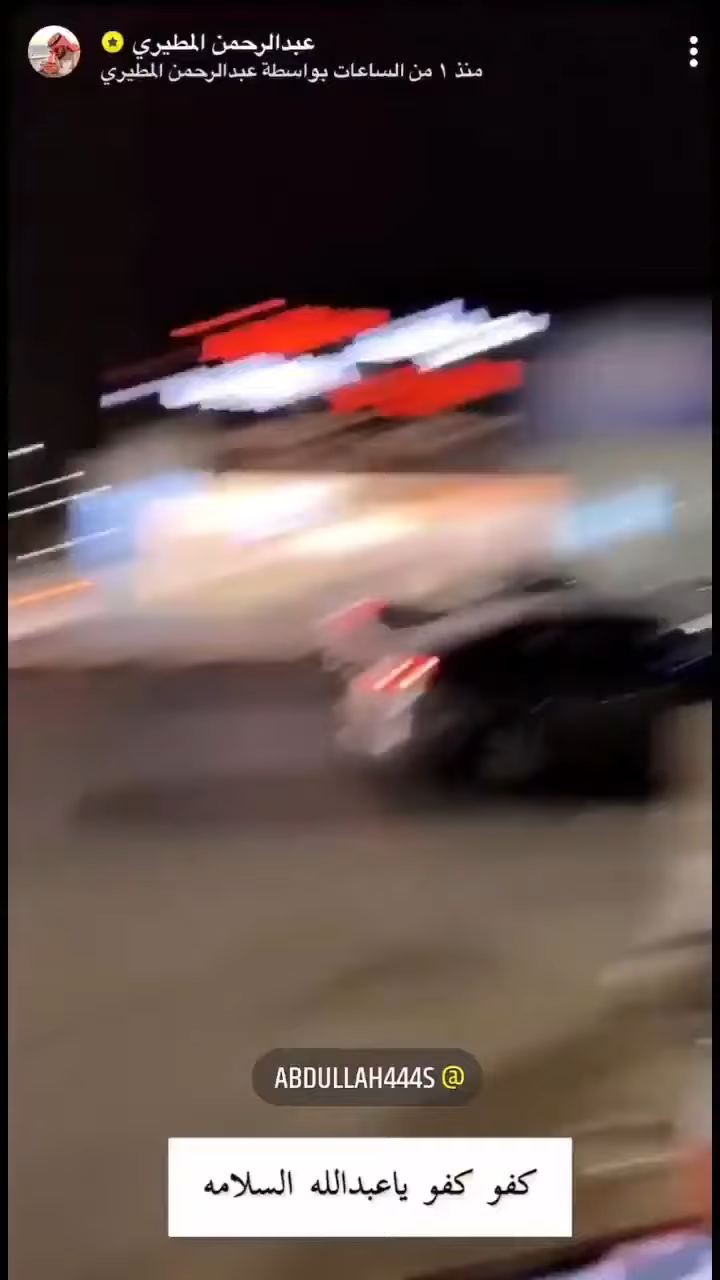 عبدالرحمن المطيري
منذ ١ من الساعات بواسطة عبدالرحمن المطيري
ABDULLAH444S @
كفو كفو ياعبدالله السلامه